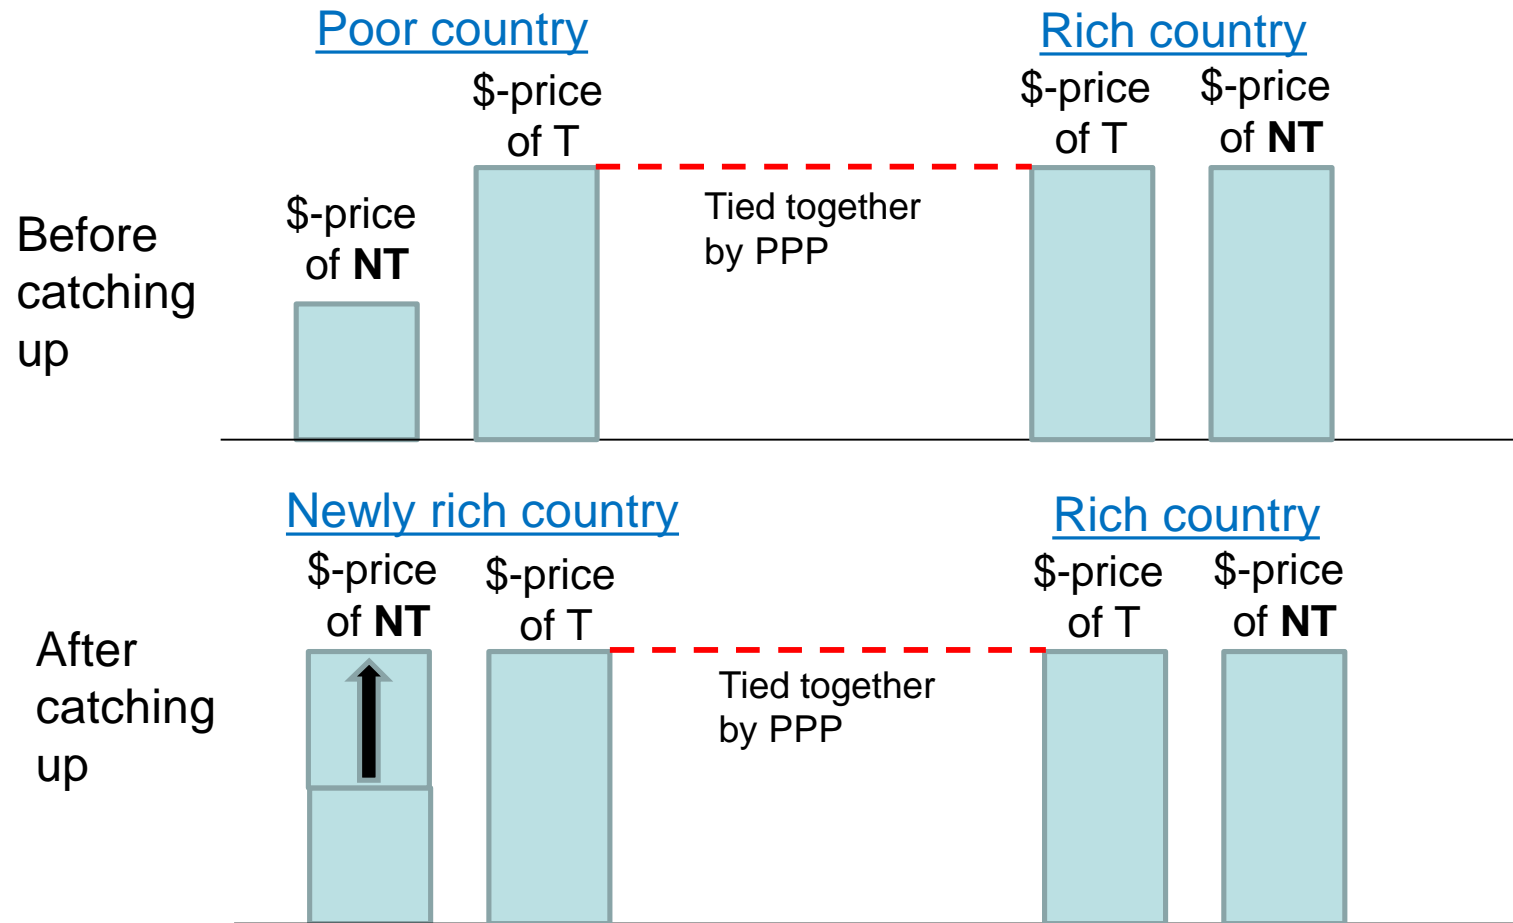 Poor country
Rich country
$-price
of T
$-price
of T
$-price
of NT
$-price
of NT
Tied together
by PPP
Before
catching
up
Newly rich country
Rich country
$-price
of NT
$-price
of T
$-price
of T
$-price
of NT
Tied together
by PPP
After
catching
up